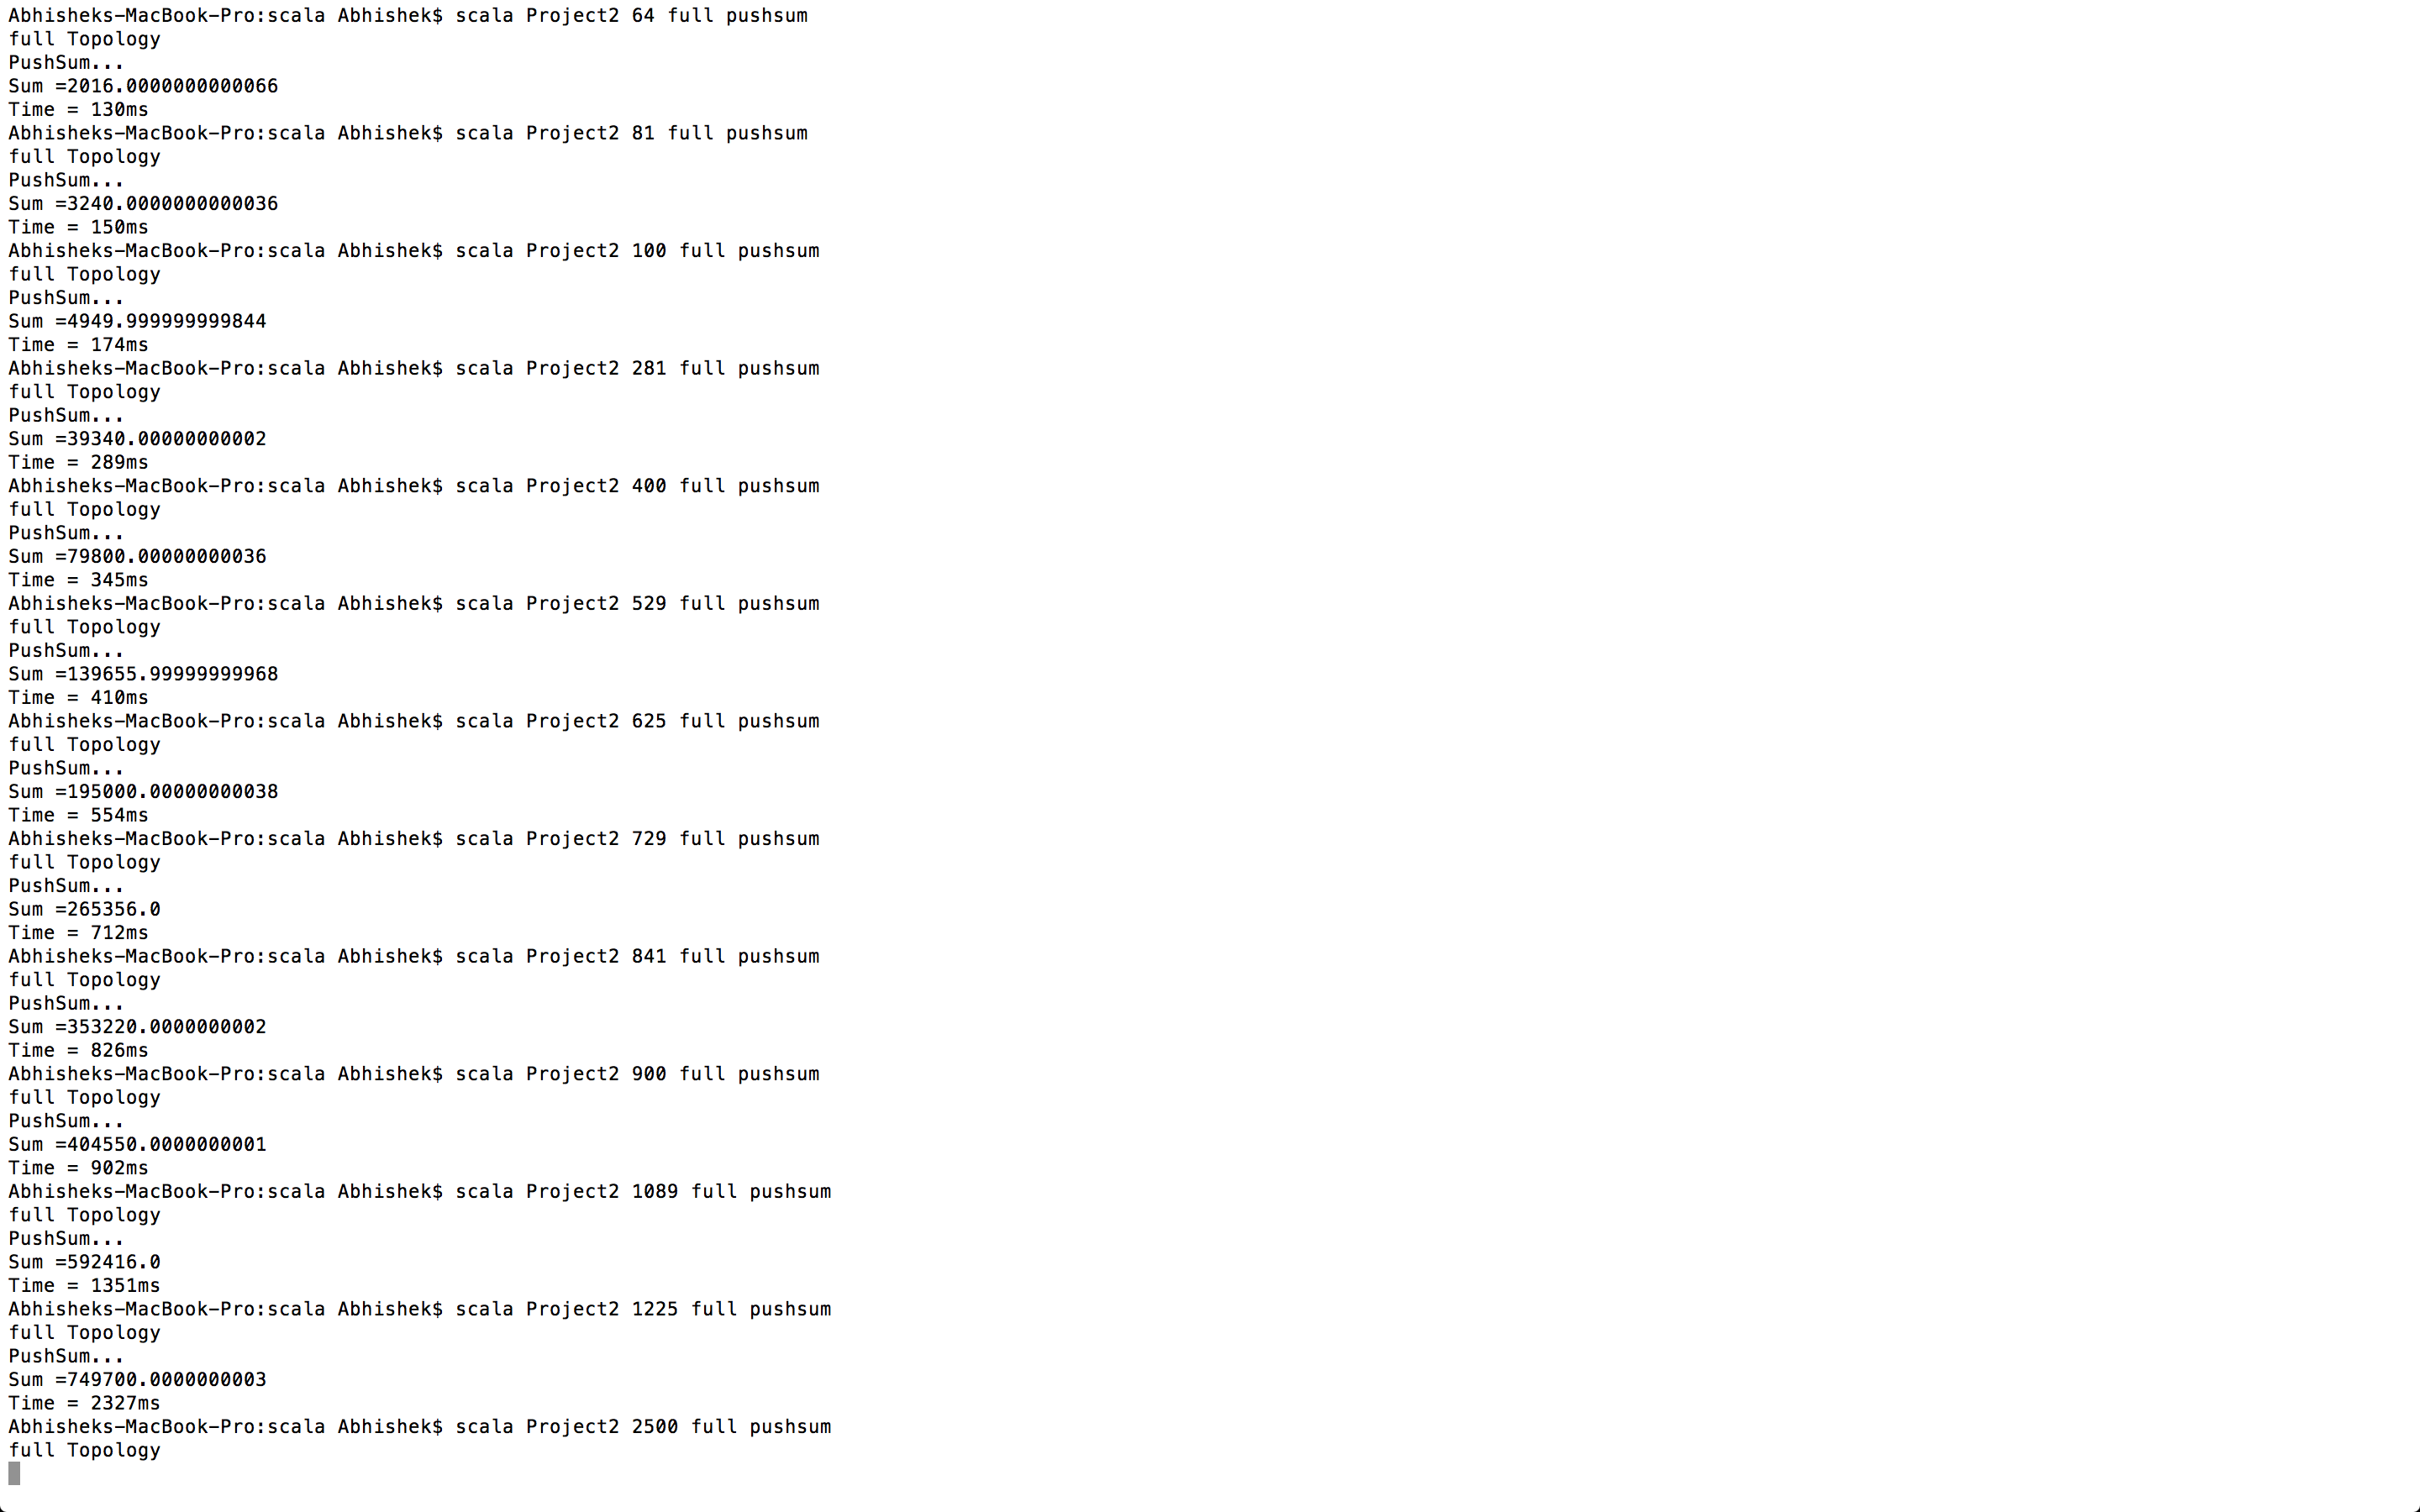 Abhisheks-MacBook-Pro:scala Abhishek$ scala Project2 64 full pushsum
full Topology
PushSum...
Sum =2016.0000000000066
Time = 130ms
Abhisheks-MacBook-Pro:scala Abhishek$ scala Project2 81 full pushsum
full Topology
PushSum...
Sum =3240.0000000000036
Time = 150ms
Abhisheks-MacBook-Pro:scala Abhishek$ scala Project2 100 full pushsum
full Topology
PushSum...
Sum =4949.999999999844
Time = 174ms
Abhisheks-MacBook-Pro:scala Abhishek$ scala Project2 281 full pushsum
full Topology
PushSum...
Sum =39340.00000000002
Time = 289ms
Abhisheks-MacBook-Pro:scala Abhishek$ scala Project2 400 full pushsum
full Topology
PushSum...
Sum =79800.00000000036
Time = 345ms
Abhisheks-MacBook-Pro:scala Abhishek$ scala Project2 529 full pushsum
full Topology
PushSum...
Sum =139655.99999999968
Time = 410ms
Abhisheks-MacBook-Pro:scala Abhishek$ scala Project2 625 full pushsum
full Topology
PushSum...
Sum =195000.00000000038
Time = 554ms
Abhisheks-MacBook-Pro:scala Abhishek$ scala Project2 729 full pushsum
full Topology
PushSum...
Sum =265356.0
Time = 712ms
Abhisheks-MacBook-Pro:scala Abhishek$ scala Project2 841 full pushsum
full Topology
PushSum...
Sum =353220.0000000002
Time = 826ms
Abhisheks-MacBook-Pro:scala Abhishek$ scala Project2 900 full pushsum
full Topology
PushSum...
Sum =404550.0000000001
Time = 902ms
Abhisheks-MacBook-Pro:scala Abhishek$ scala Project2 1089 full pushsum
full Topology
PushSum...
Sum =592416.0
Time = 1351ms
Abhisheks-MacBook-Pro:scala Abhishek$ scala Project2 1225 full pushsum
full Topology
PushSum...
Sum =749700.0000000003
Time = 2327ms
Abhisheks-MacBook-Pro:scala Abhishek$ scala Project2 2500 full pushsum
full Topology